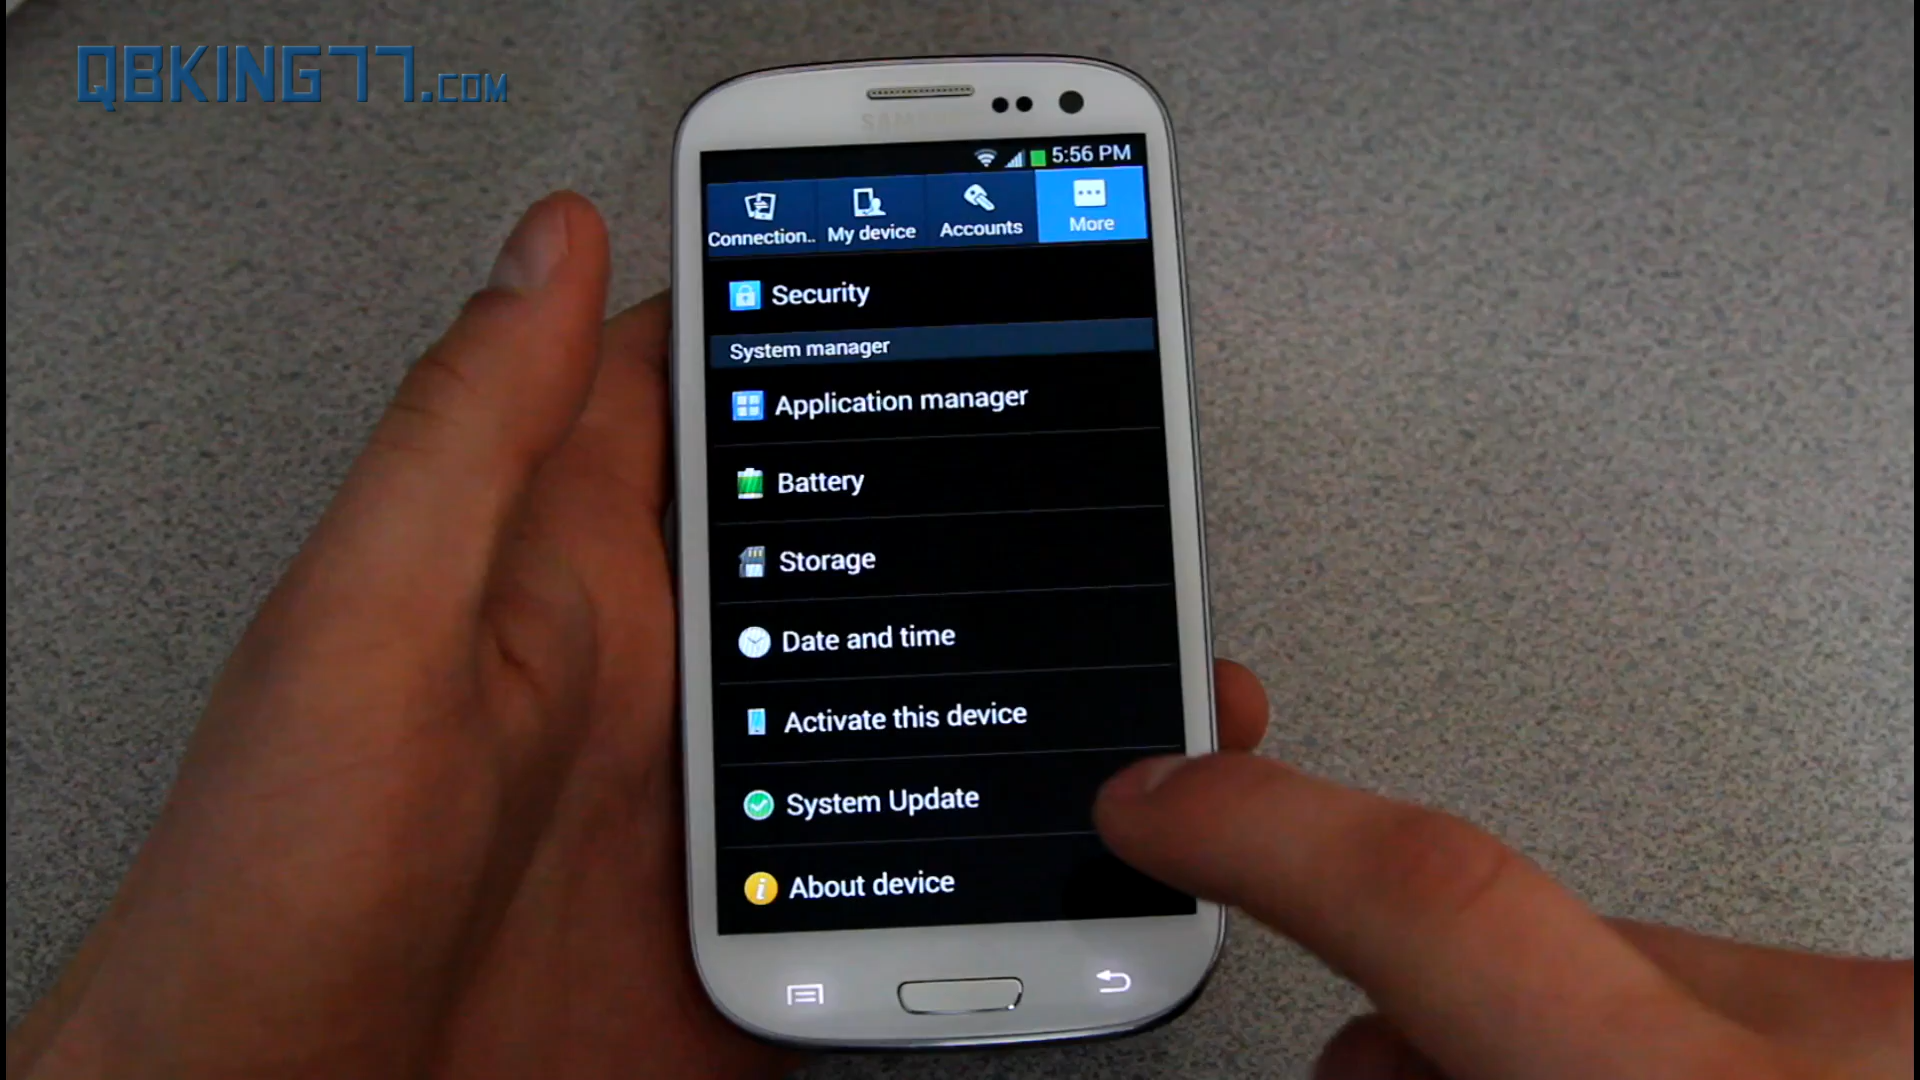 QBKING77.COM
SAMSUNG
5:56 PM
Connection..
My device
Accounts
More
Security
System manager
Application manager
Battery
Storage
Date and time
Activate this device
System Update
About device